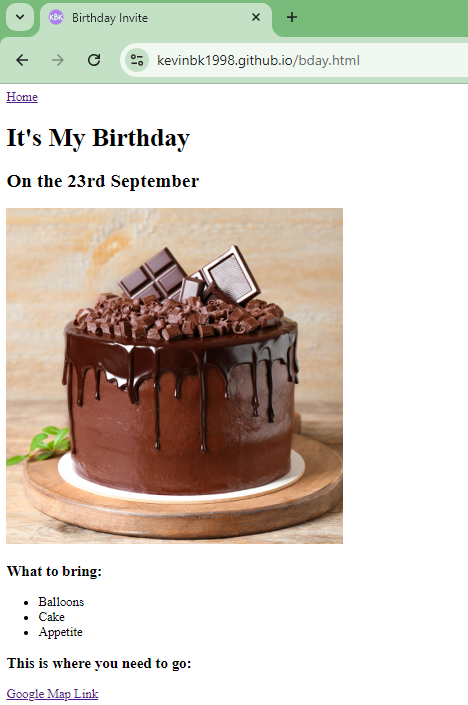 KBK
Birthday Invite
kevinbk1998.github.io/bday.html
Home
It's My Birthday
On the 23rd September
What to bring:
Balloons
Cake
Appetite
This is where you need to go:
Google Map Link